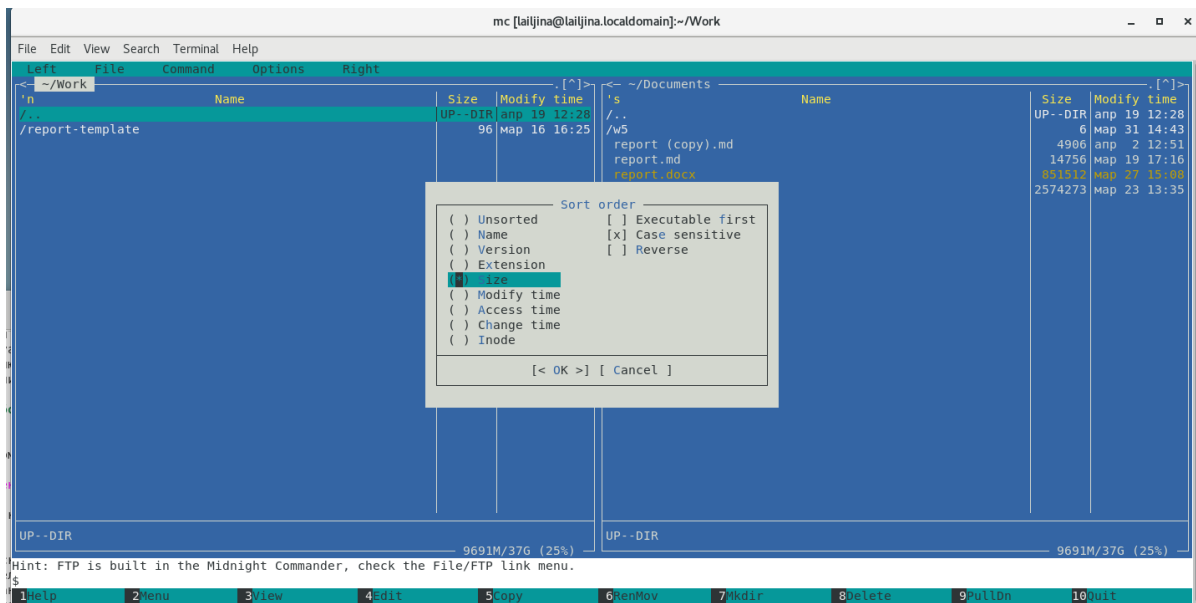 mc [lailjina@lailjina.localdomain]:~/Work
File Edit View Search Terminal Help
Left File Command Options Right
<- ~/Work .[^]> <- ~/Documents .[^]>
'n Name Size Modify time 's Name Size Modify time
/.. UP--DIR апр 19 12:28 /.. UP--DIR апр 19 12:28
/report-template 96 мар 16 16:25 /w5 6 мар 31 14:43
report (copy).md 4906 апр 2 12:51
report.md 14756 мар 19 17:16
report.docx 851512 мар 27 15:08
2574273 мар 23 13:35
Sort order
( ) Unsorted [ ] Executable first
( ) Name [x] Case sensitive
( ) Version [ ] Reverse
( ) Extension
(*) Size
( ) Modify time
( ) Access time
( ) Change time
( ) Inode
[< OK >] [ Cancel ]
UP--DIR UP--DIR
9691M/37G (25%) 9691M/37G (25%)
Hint: FTP is built in the Midnight Commander, check the File/FTP link menu.
$
1Help 2Menu 3View 4Edit 5Copy 6RenMov 7Mkdir 8Delete 9PullDn 10Quit